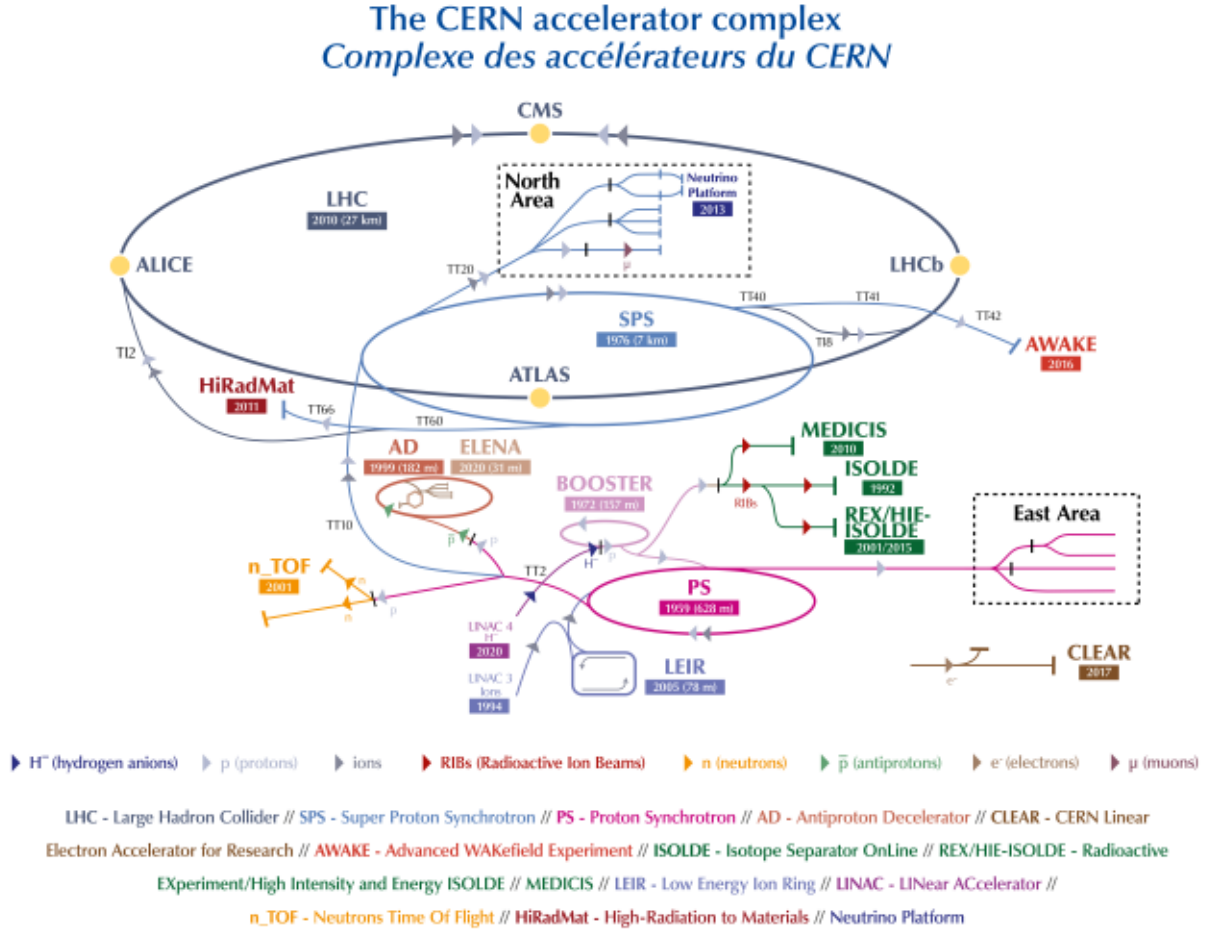 The CERN accelerator complex
Complexe des accélérateurs du CERN
CMS
North
Area
Neutrino
Platform
2013
LHC
2010 (27 km)
ALICE
LHCb
TT20
μ
TT40
TT41
TT42
SPS
1976 (7 km)
TI8
AWAKE
2016
TI2
ATLAS
HiRadMat
2011
TT66
TT60
AD
1999 (182 m)
ELENA
2020 (31 m)
MEDICIS
2010
BOOSTER
1972 (157 m)
ISOLDE
1992
RIBs
REX/HIE-
ISOLDE
2001/2015
East Area
TT10
p̅
p
H⁻
p
TT2
n_TOF
2001
n
n
p
PS
1959 (628 m)
LINAC 4
H⁻
2020
LINAC 3
Ions
1994
LEIR
2005 (78 m)
CLEAR
2017
e⁻
H⁻ (hydrogen anions) p (protons) ions RIBs (Radioactive Ion Beams) n (neutrons) p̅ (antiprotons) e⁻ (electrons) μ (muons)
LHC - Large Hadron Collider // SPS - Super Proton Synchrotron // PS - Proton Synchrotron // AD - Antiproton Decelerator // CLEAR - CERN Linear
Electron Accelerator for Research // AWAKE - Advanced WAKefield Experiment // ISOLDE - Isotope Separator OnLine // REX/HIE-ISOLDE - Radioactive
EXperiment/High Intensity and Energy ISOLDE // MEDICIS // LEIR - Low Energy Ion Ring // LINAC - LINear ACcelerator //
n_TOF - Neutrons Time Of Flight // HiRadMat - High-Radiation to Materials // Neutrino Platform